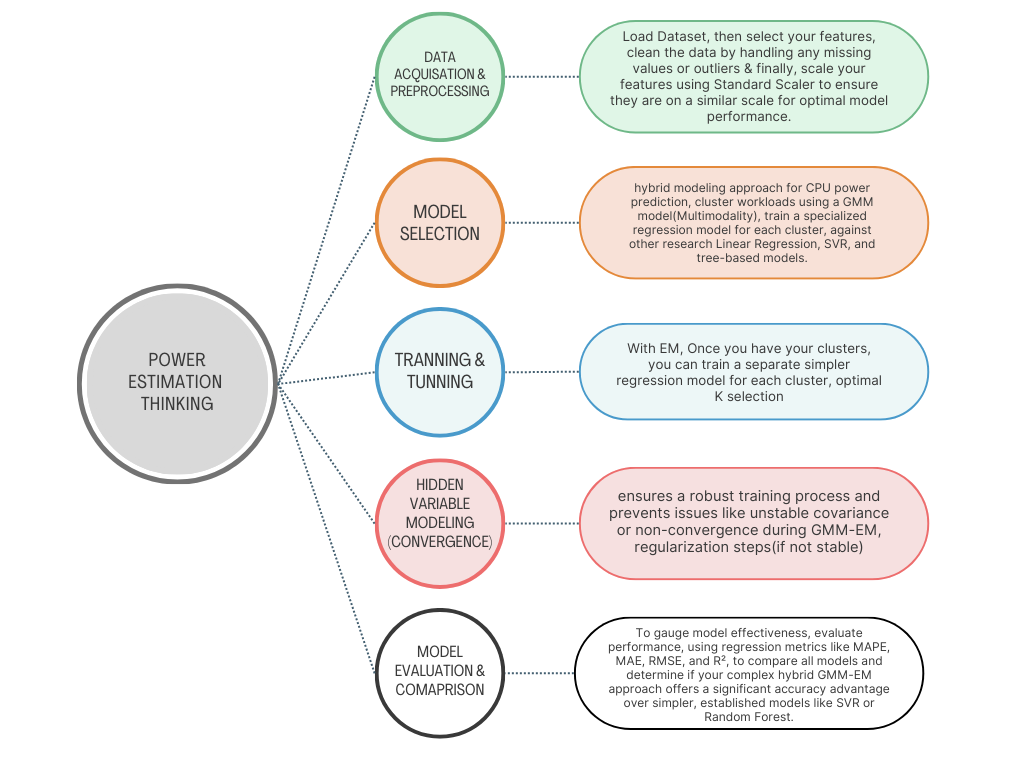 POWER
ESTIMATION
THINKING
DATA
ACQUISATION &
PREPROCESSING
Load Dataset, then select your features,
clean the data by handling any missing
values or outliers & finally, scale your
features using Standard Scaler to ensure
they are on a similar scale for optimal model
performance.
MODEL
SELECTION
hybrid modeling approach for CPU power
prediction, cluster workloads using a GMM
model(Multimodality), train a specialized
regression model for each cluster, against
other research Linear Regression, SVR, and
tree-based models.
TRANNING &
TUNNING
With EM, Once you have your clusters,
you can train a separate simpler
regression model for each cluster, optimal
K selection
HIDDEN
VARIABLE
MODELING
(CONVERGENCE)
ensures a robust training process and
prevents issues like unstable covariance
or non-convergence during GMM-EM,
regularization steps(if not stable)
MODEL
EVALUATION &
COMAPRISON
To gauge model effectiveness, evaluate
performance, using regression metrics like MAPE,
MAE, RMSE, and R², to compare all models and
determine if your complex hybrid GMM-EM
approach offers a significant accuracy advantage
over simpler, established models like SVR or
Random Forest.